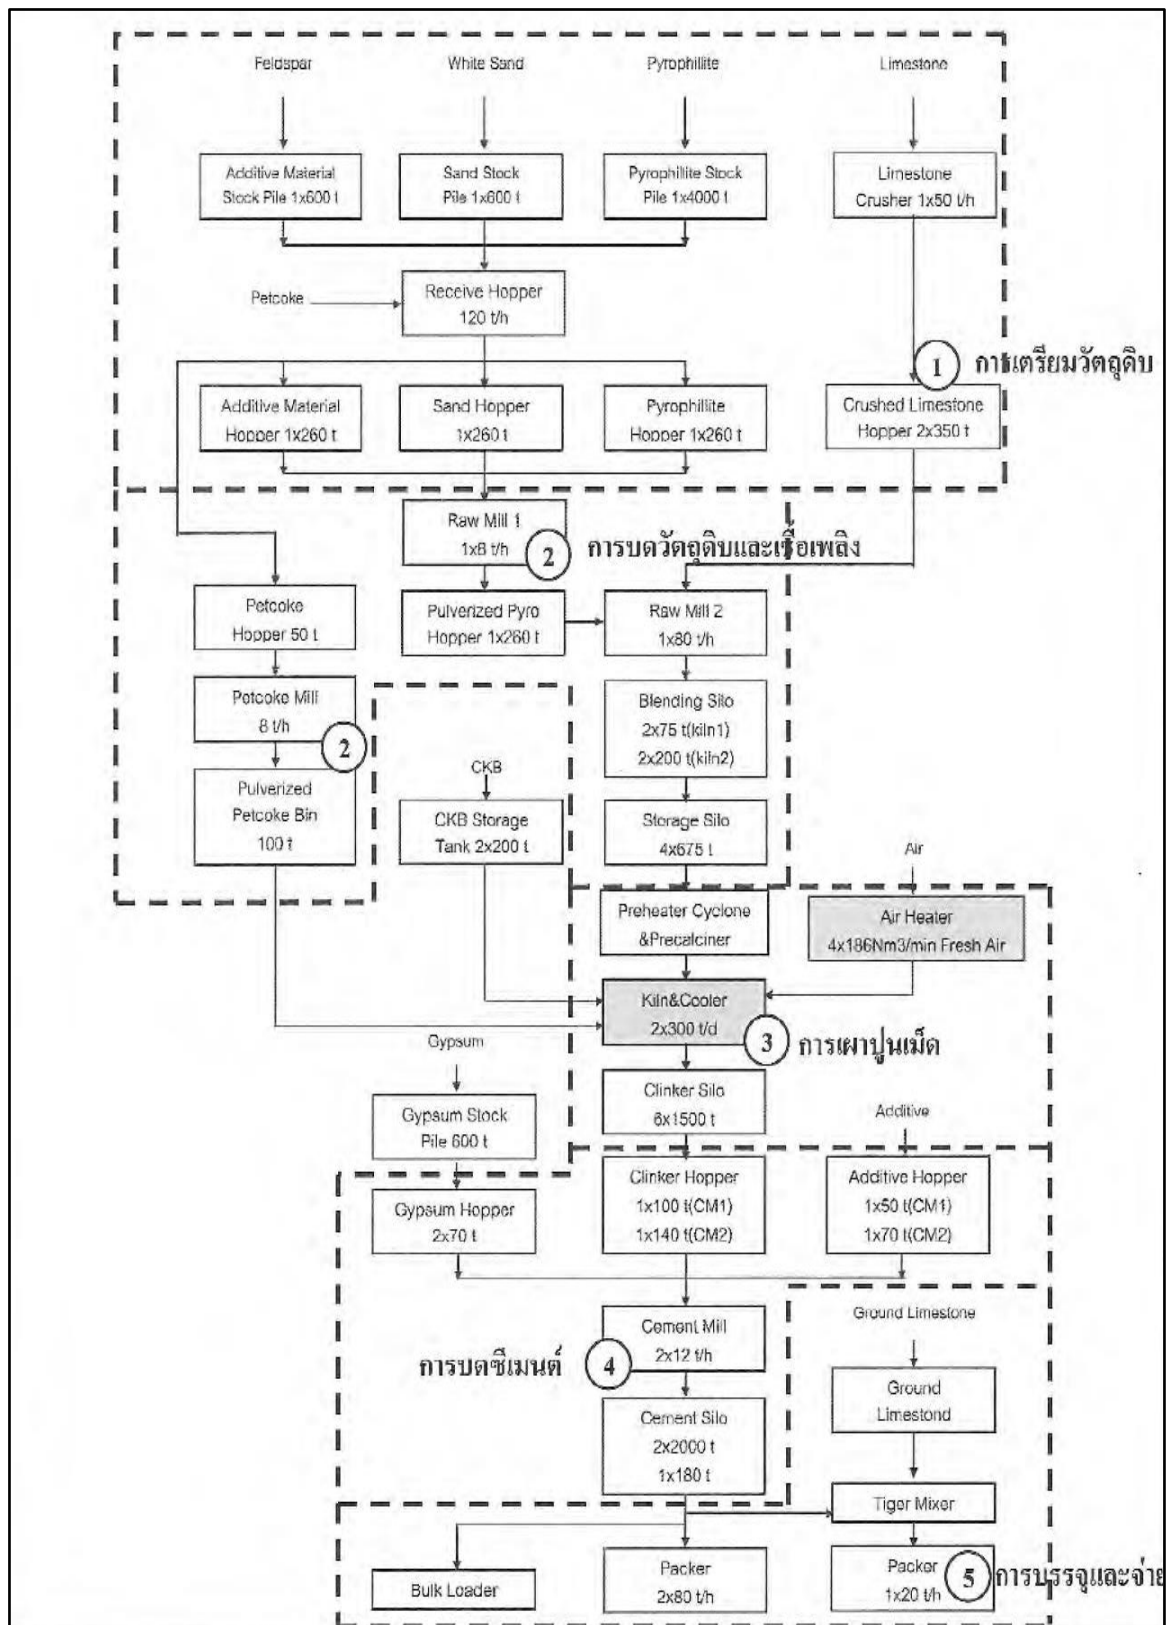 Feldspar
White Sand
Pyrophillite
Limestone
Additive Material
Stock Pile 1x600 t
Sand Stock
Pile 1x600 t
Pyrophillite Stock
Pile 1x4000 t
Limestone
Crusher 1x50 t/h
Petcoke
Receive Hopper
120 t/h
1 การเตรียมวัตถุดิบ
Additive Material
Hopper 1x260 t
Sand Hopper
1x260 t
Pyrophillite
Hopper 1x260 t
Crushed Limestone
Hopper 2x350 t
Raw Mill 1
1x8 t/h
2 การบดวัตถุดิบและเชื้อเพลิง
Petcoke
Hopper 50 t
Pulverized Pyro
Hopper 1x260 t
Raw Mill 2
1x80 t/h
Petcoke Mill
8 t/h
2
Blending Silo
2x75 t(kiln1)
2x200 t(kiln2)
Pulverized
Petcoke Bin
100 t
CKB
CKB Storage
Tank 2x200 t
Storage Silo
4x675 t
Air
Preheater Cyclone
&Precalciner
Air Heater
4x186Nm3/min Fresh Air
Kiln&Cooler
2x300 t/d
3 การเผาปูนเม็ด
Gypsum
Gypsum Stock
Pile 600 t
Clinker Silo
6x1500 t
Additive
Gypsum Hopper
2x70 t
Clinker Hopper
1x100 t(CM1)
1x140 t(CM2)
Additive Hopper
1x50 t(CM1)
1x70 t(CM2)
Ground Limestone
การบดซีเมนต์ 4
Cement Mill
2x12 t/h
Ground
Limestond
Cement Silo
2x2000 t
1x180 t
Tiger Mixer
Bulk Loader
Packer
2x80 t/h
Packer
1x20 t/h
5 การบรรจุและจ่าย